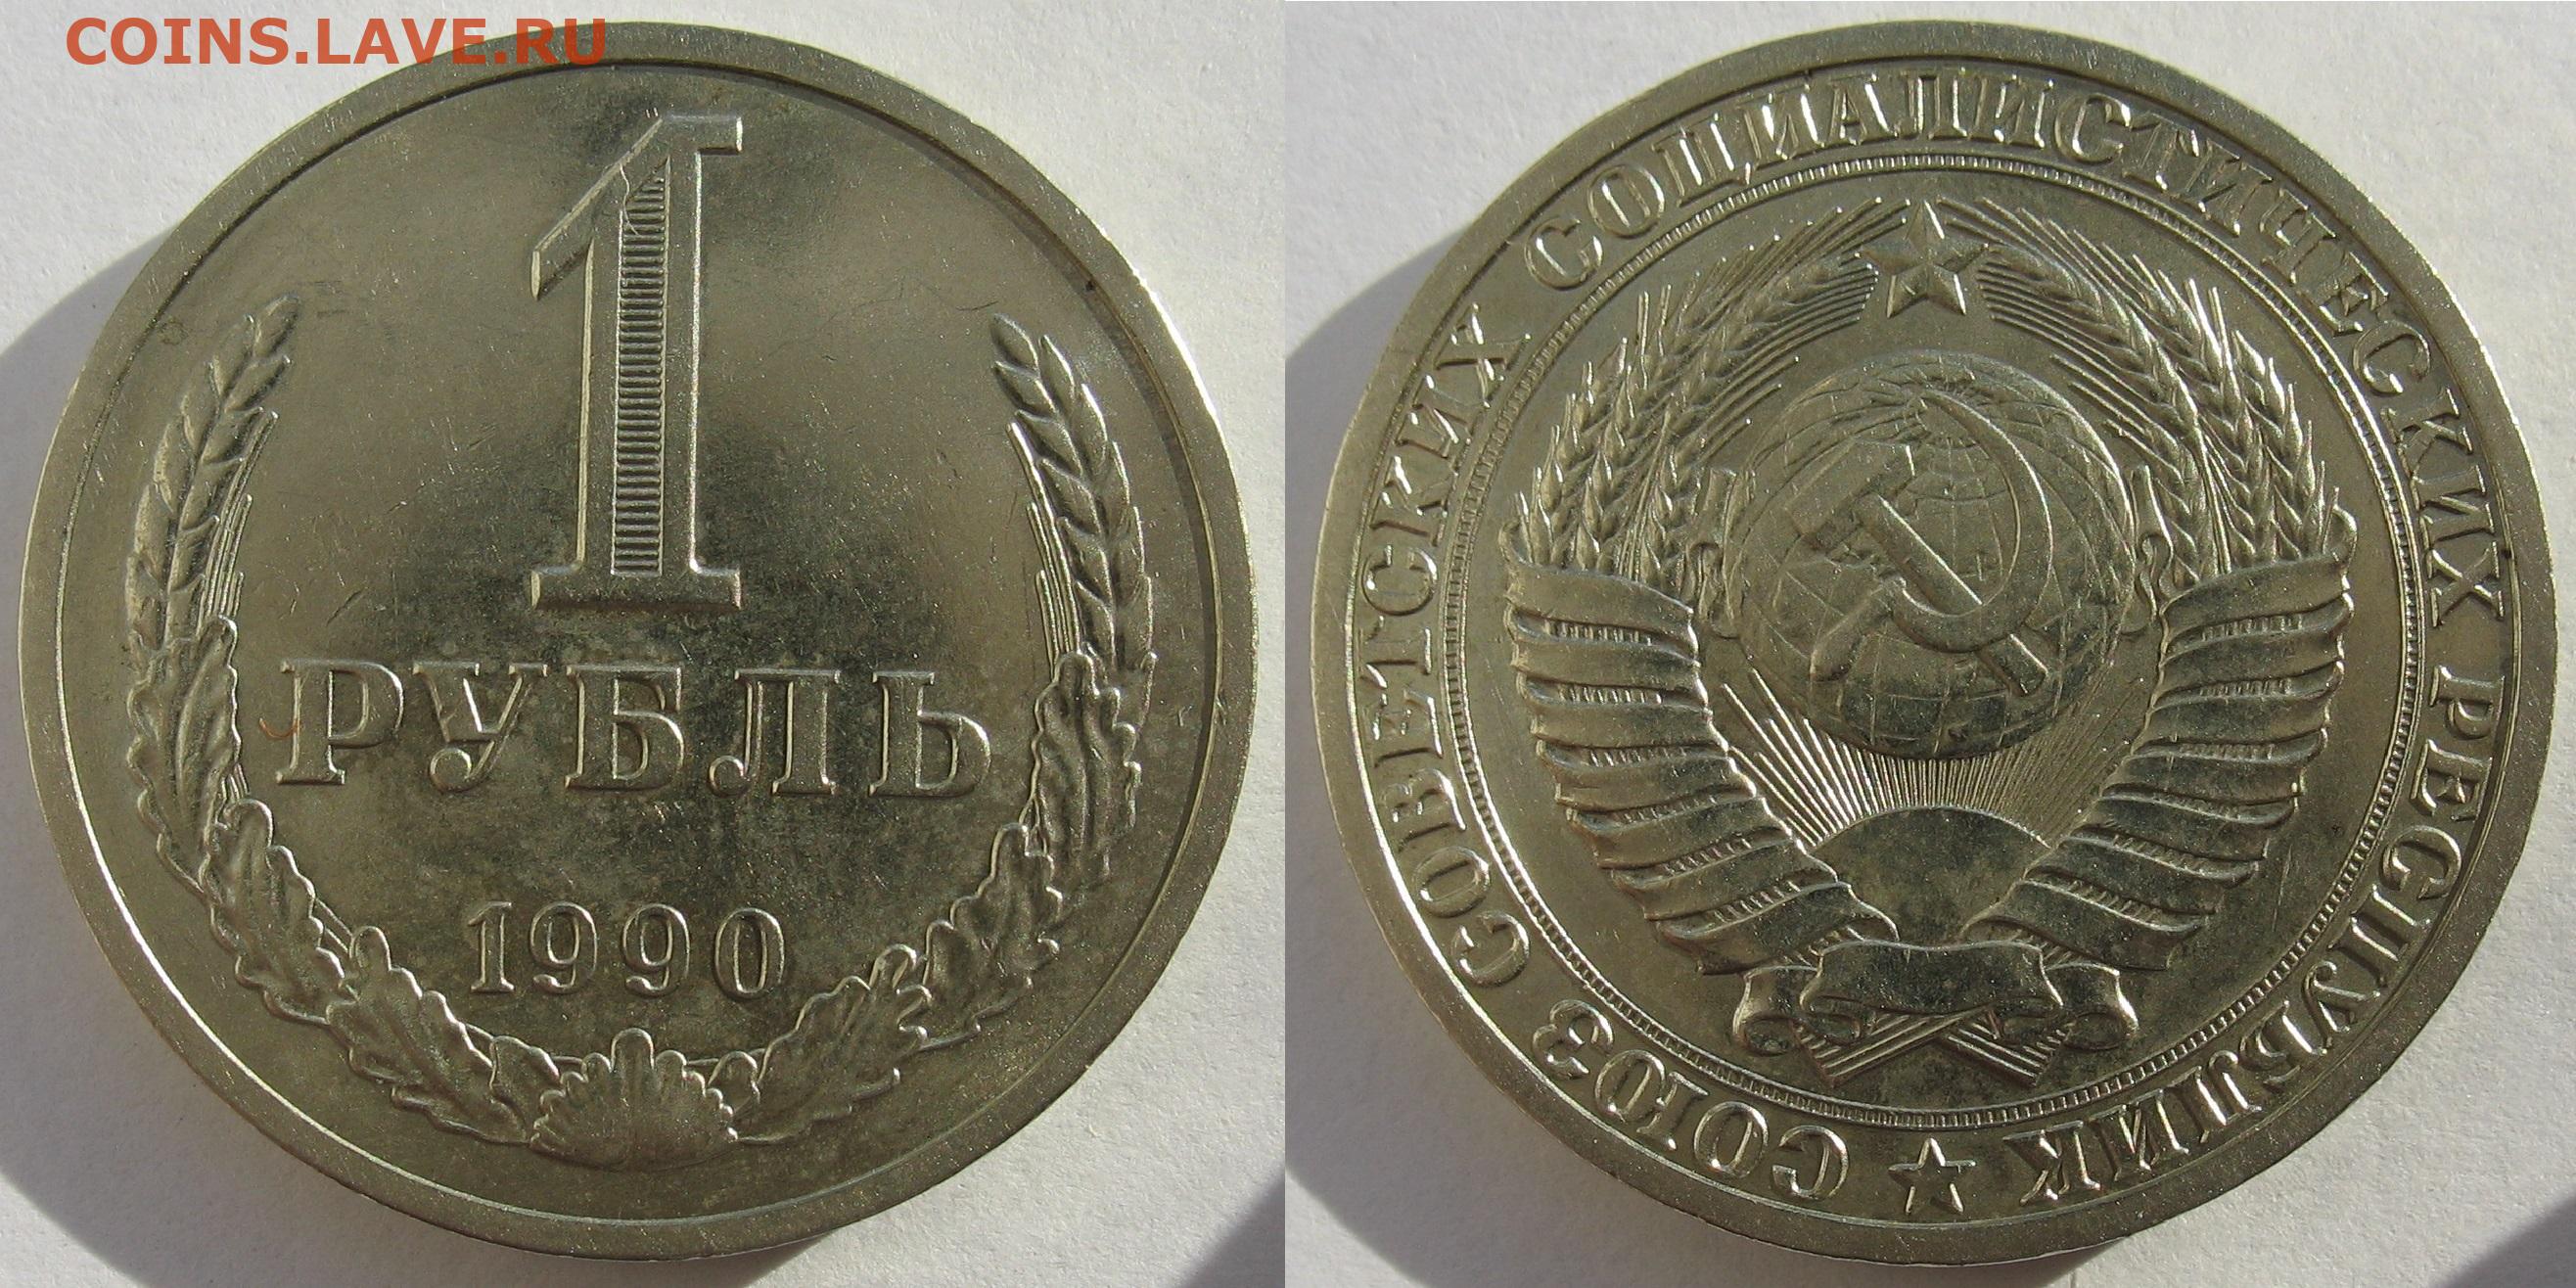 COINS.LAVE.RU
1
РУБЛЬ
1990
СОЮЗ СОВЕТСКИХ СОЦИАЛИСТИЧЕСКИХ РЕСПУБЛИК